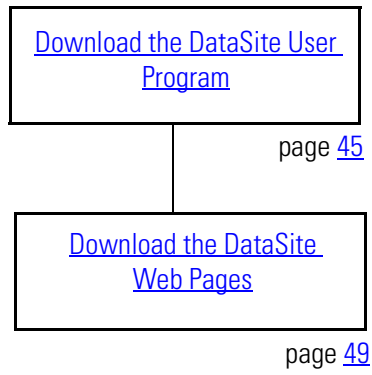 Download the DataSite User
Program
page 45
Download the DataSite
Web Pages
page 49